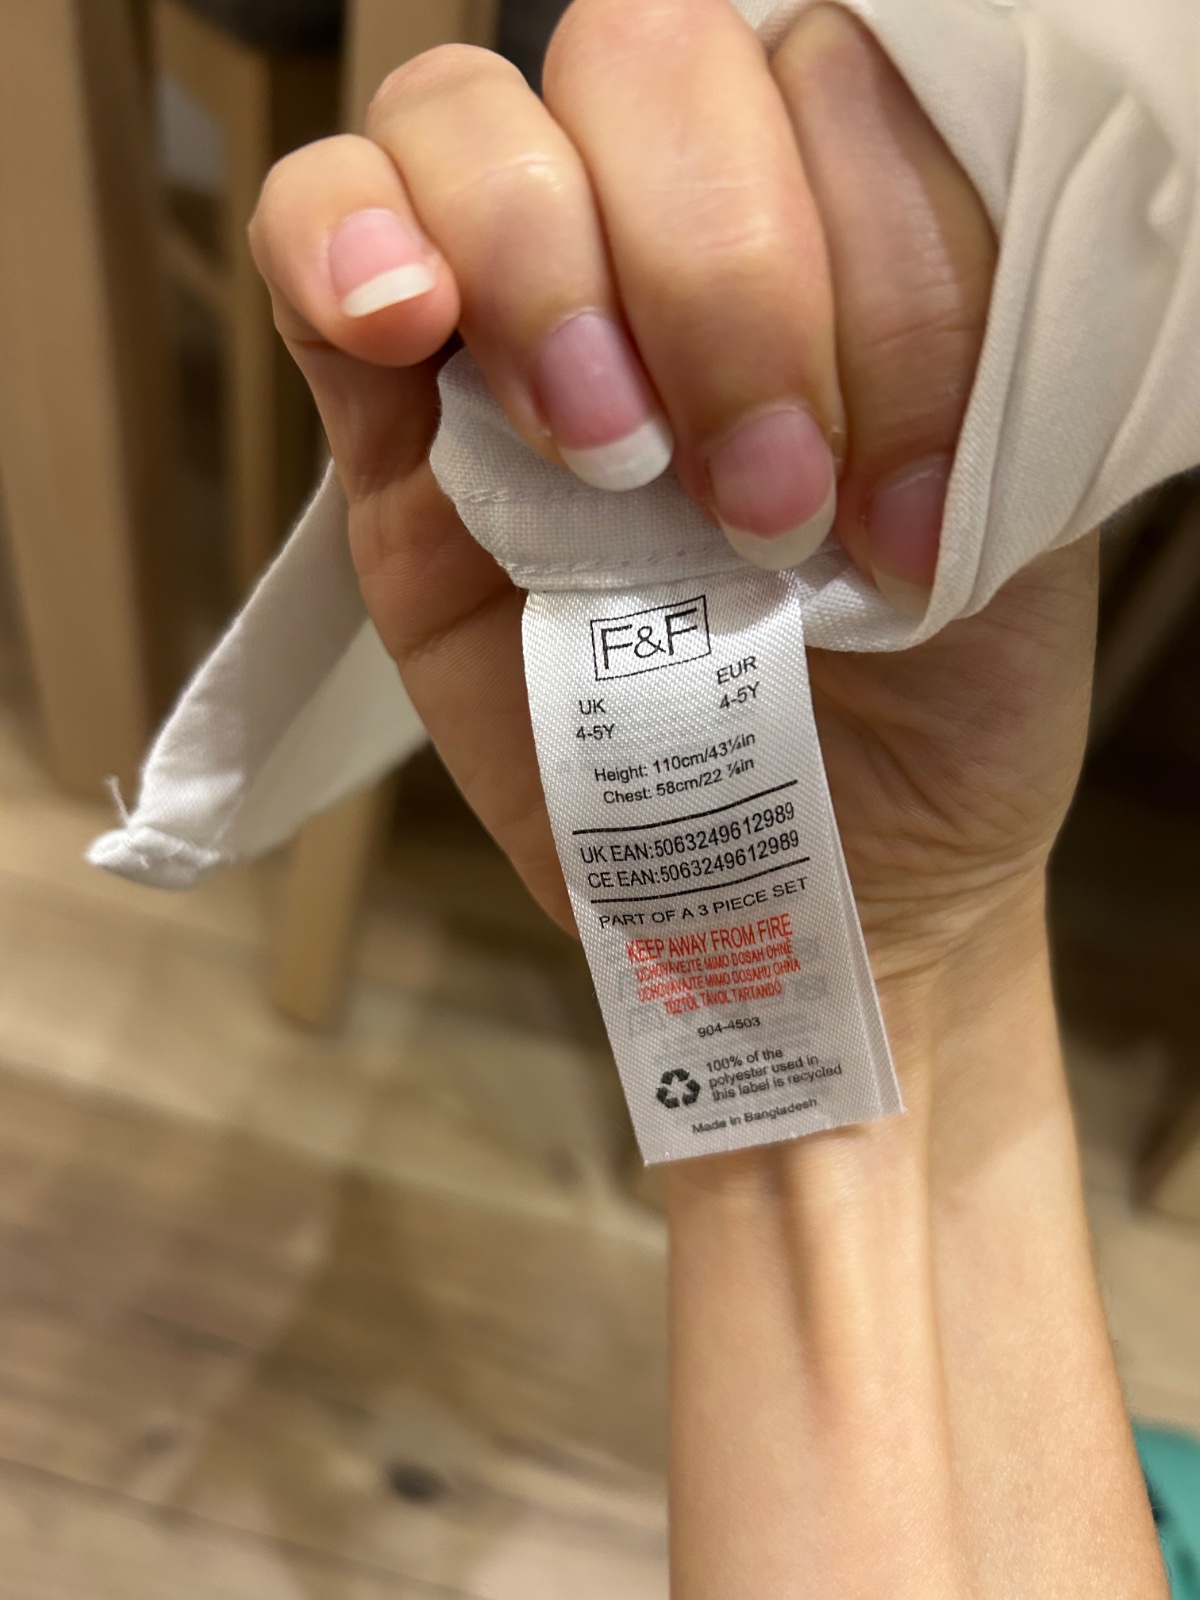 F&F
UK EUR
4-5Y 4-5Y
Height: 110cm/43¼in
Chest: 58cm/22 ⅞in
UK EAN:5063249612989
CE EAN:5063249612989
PART OF A 3 PIECE SET
KEEP AWAY FROM FIRE
UCHOVÁVEJTE MIMO DOSAH OHNĚ
UCHOVÁVAJTE MIMO DOSAHU OHŇA
TŰZTŐL TÁVOL TARTANDÓ
904-4503
100% of the
polyester used in
this label is recycled
Made in Bangladesh